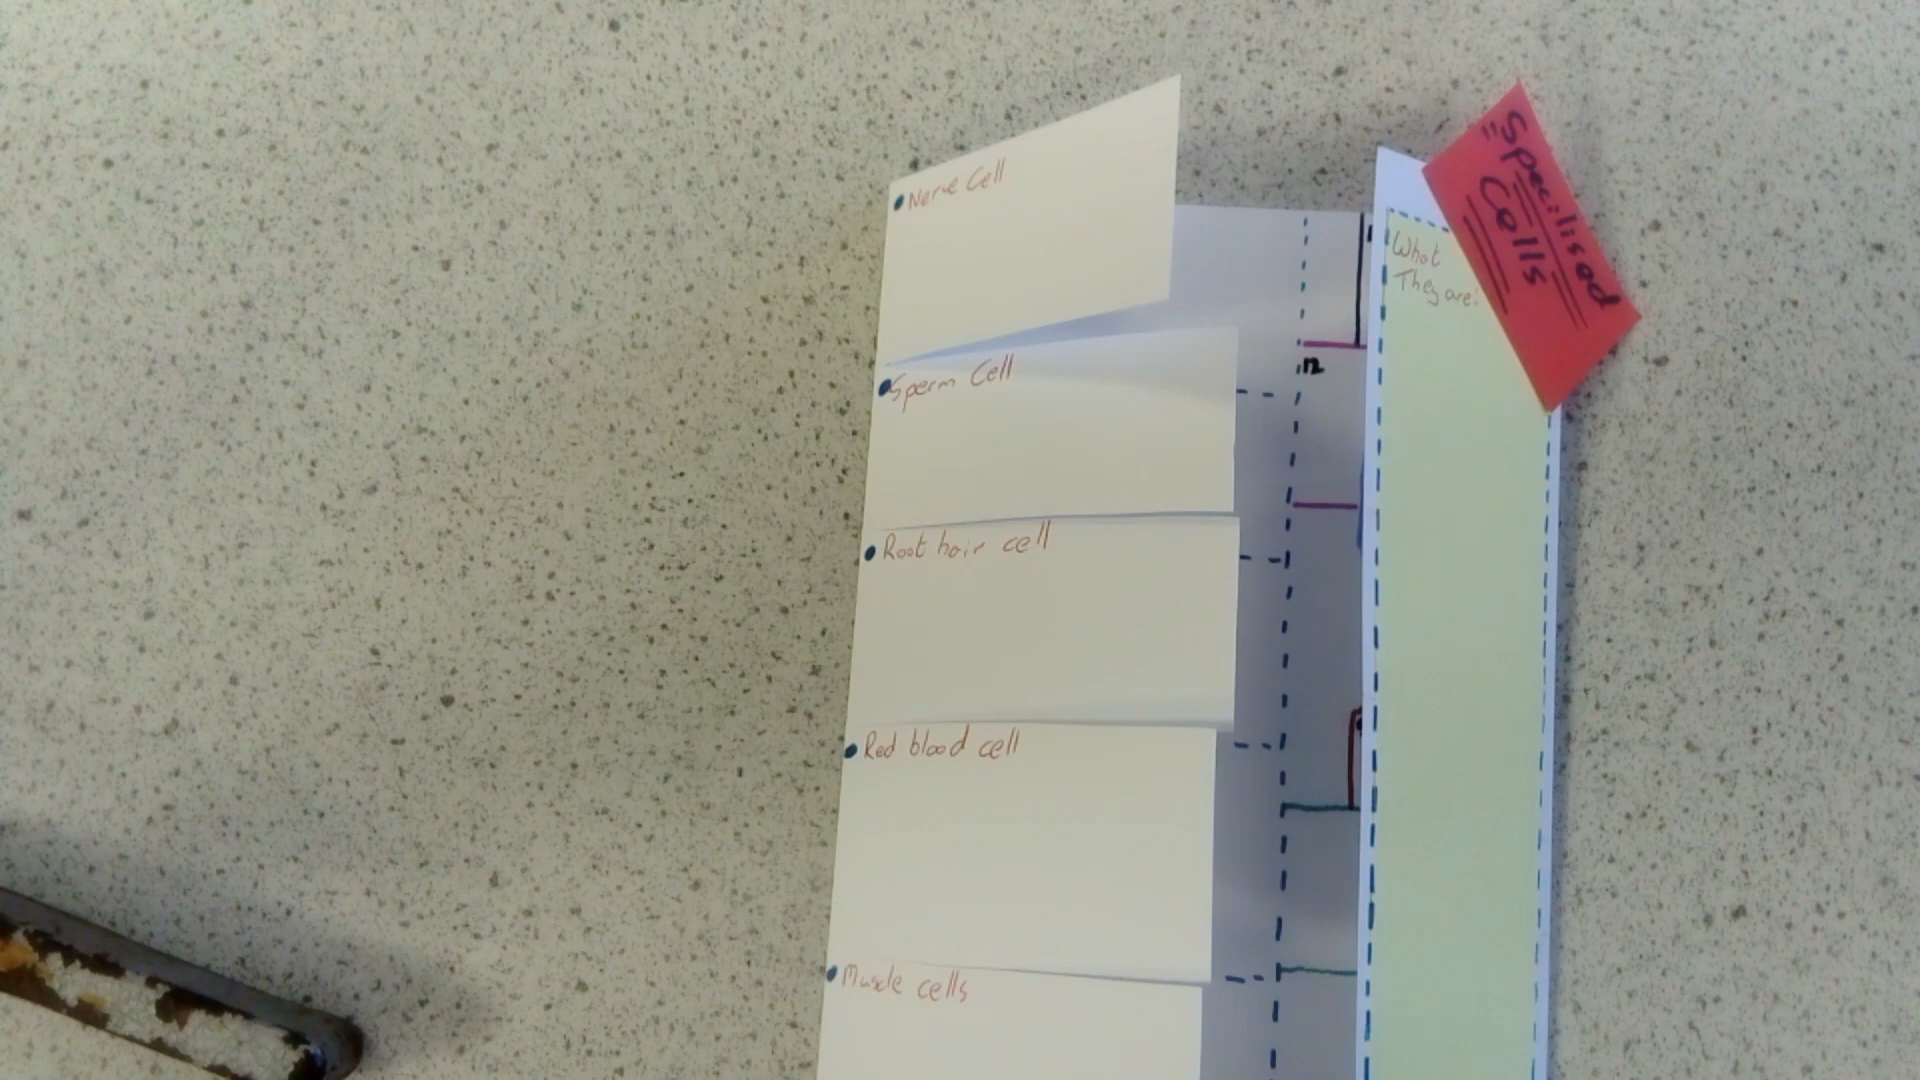 Nerve Cell
Sperm Cell
Root hair cell
Red blood cell
Muscle cells
What
They are:
"Specilised
Cells